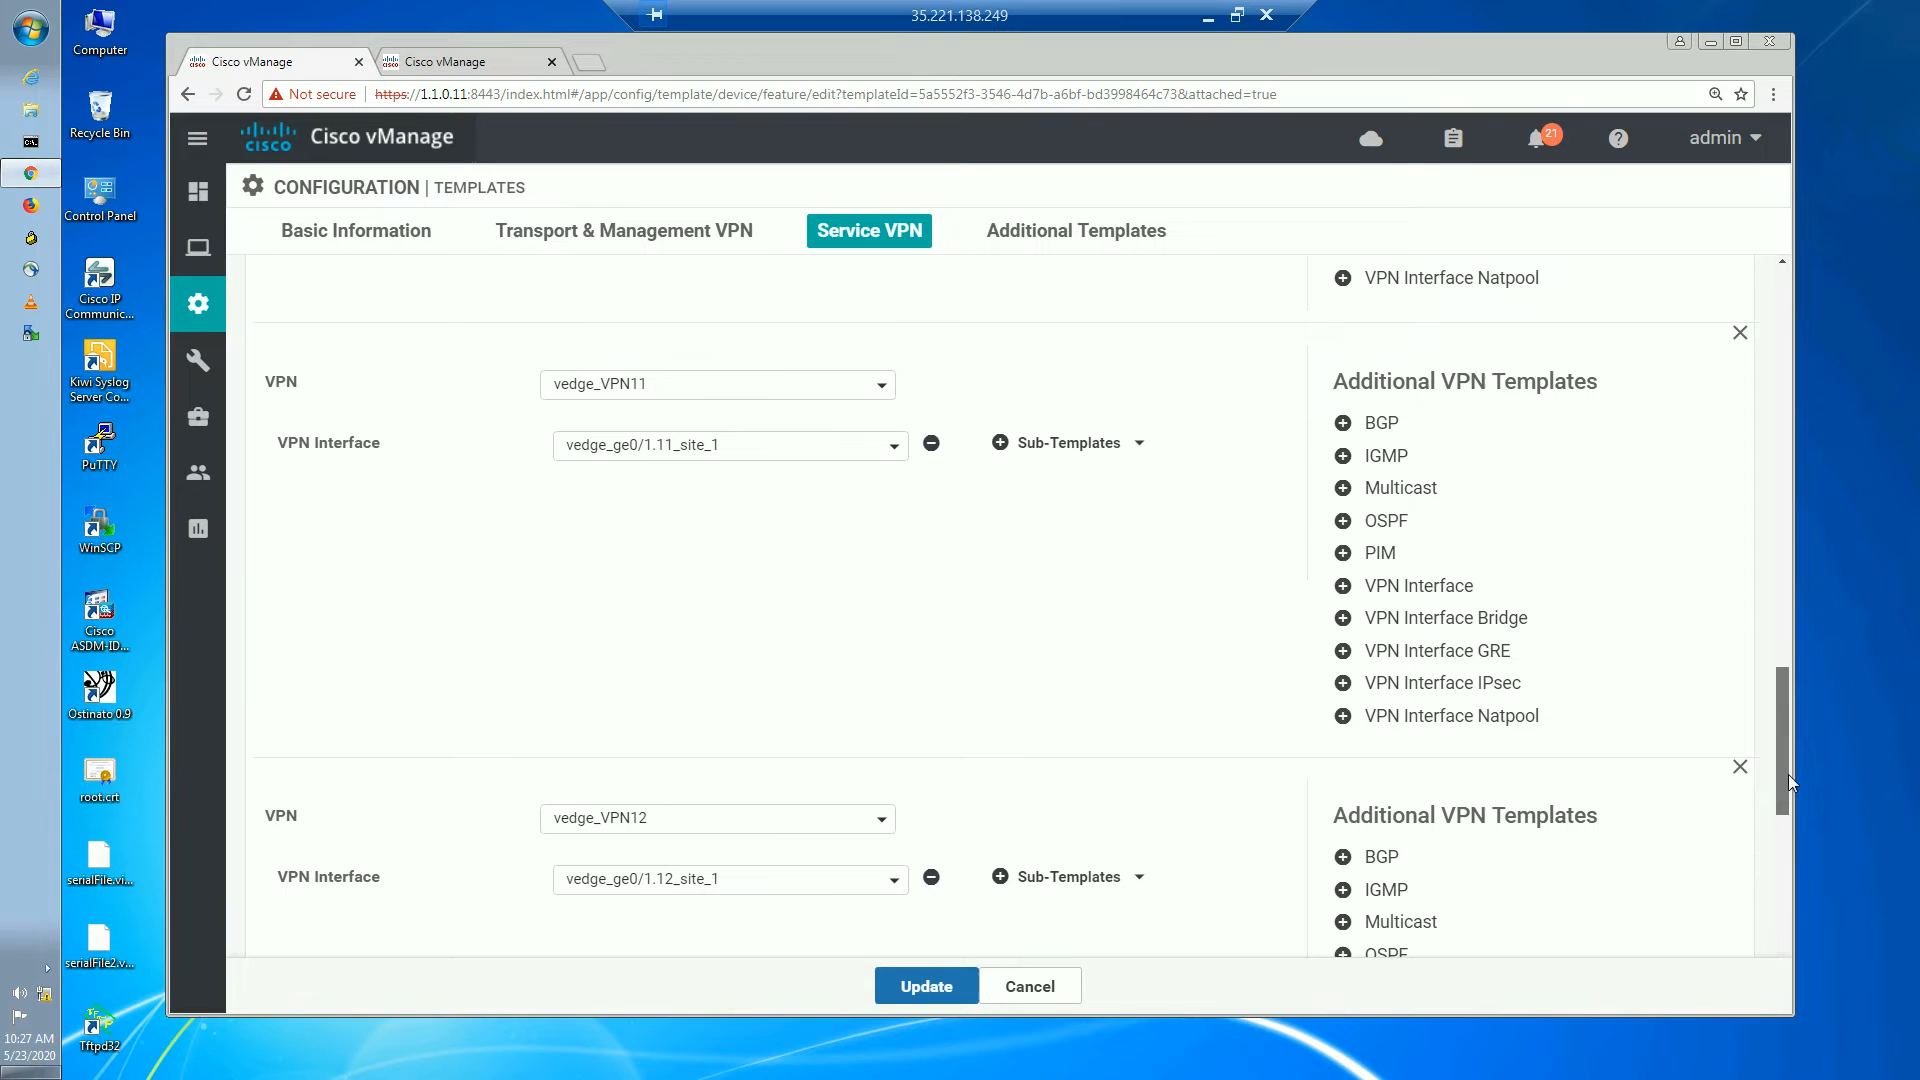 35.221.138.249
Computer
Recycle Bin
Control Panel
Cisco IP
Communic...
Kiwi Syslog
Server Co...
PuTTY
WinSCP
Cisco
ASDM-ID...
Ostinato 0.9
root.crt
serialFile.vi...
serialFile2.v...
Tftpd32
10:27 AM
5/23/2020
Cisco vManage
Cisco vManage
Not secure
https://1.1.0.11:8443/index.html#/app/config/template/device/feature/edit?templateId=5a5552f3-3546-4d7b-a6bf-bd3998464c73&attached=true
cisco
Cisco vManage
21
admin
CONFIGURATION | TEMPLATES
Basic Information
Transport & Management VPN
Service VPN
Additional Templates
VPN Interface Natpool
VPN
vedge_VPN11
VPN Interface
vedge_ge0/1.11_site_1
Sub-Templates
Additional VPN Templates
BGP
IGMP
Multicast
OSPF
PIM
VPN Interface
VPN Interface Bridge
VPN Interface GRE
VPN Interface IPsec
VPN Interface Natpool
VPN
vedge_VPN12
VPN Interface
vedge_ge0/1.12_site_1
Sub-Templates
Additional VPN Templates
BGP
IGMP
Multicast
OSPF
Update
Cancel